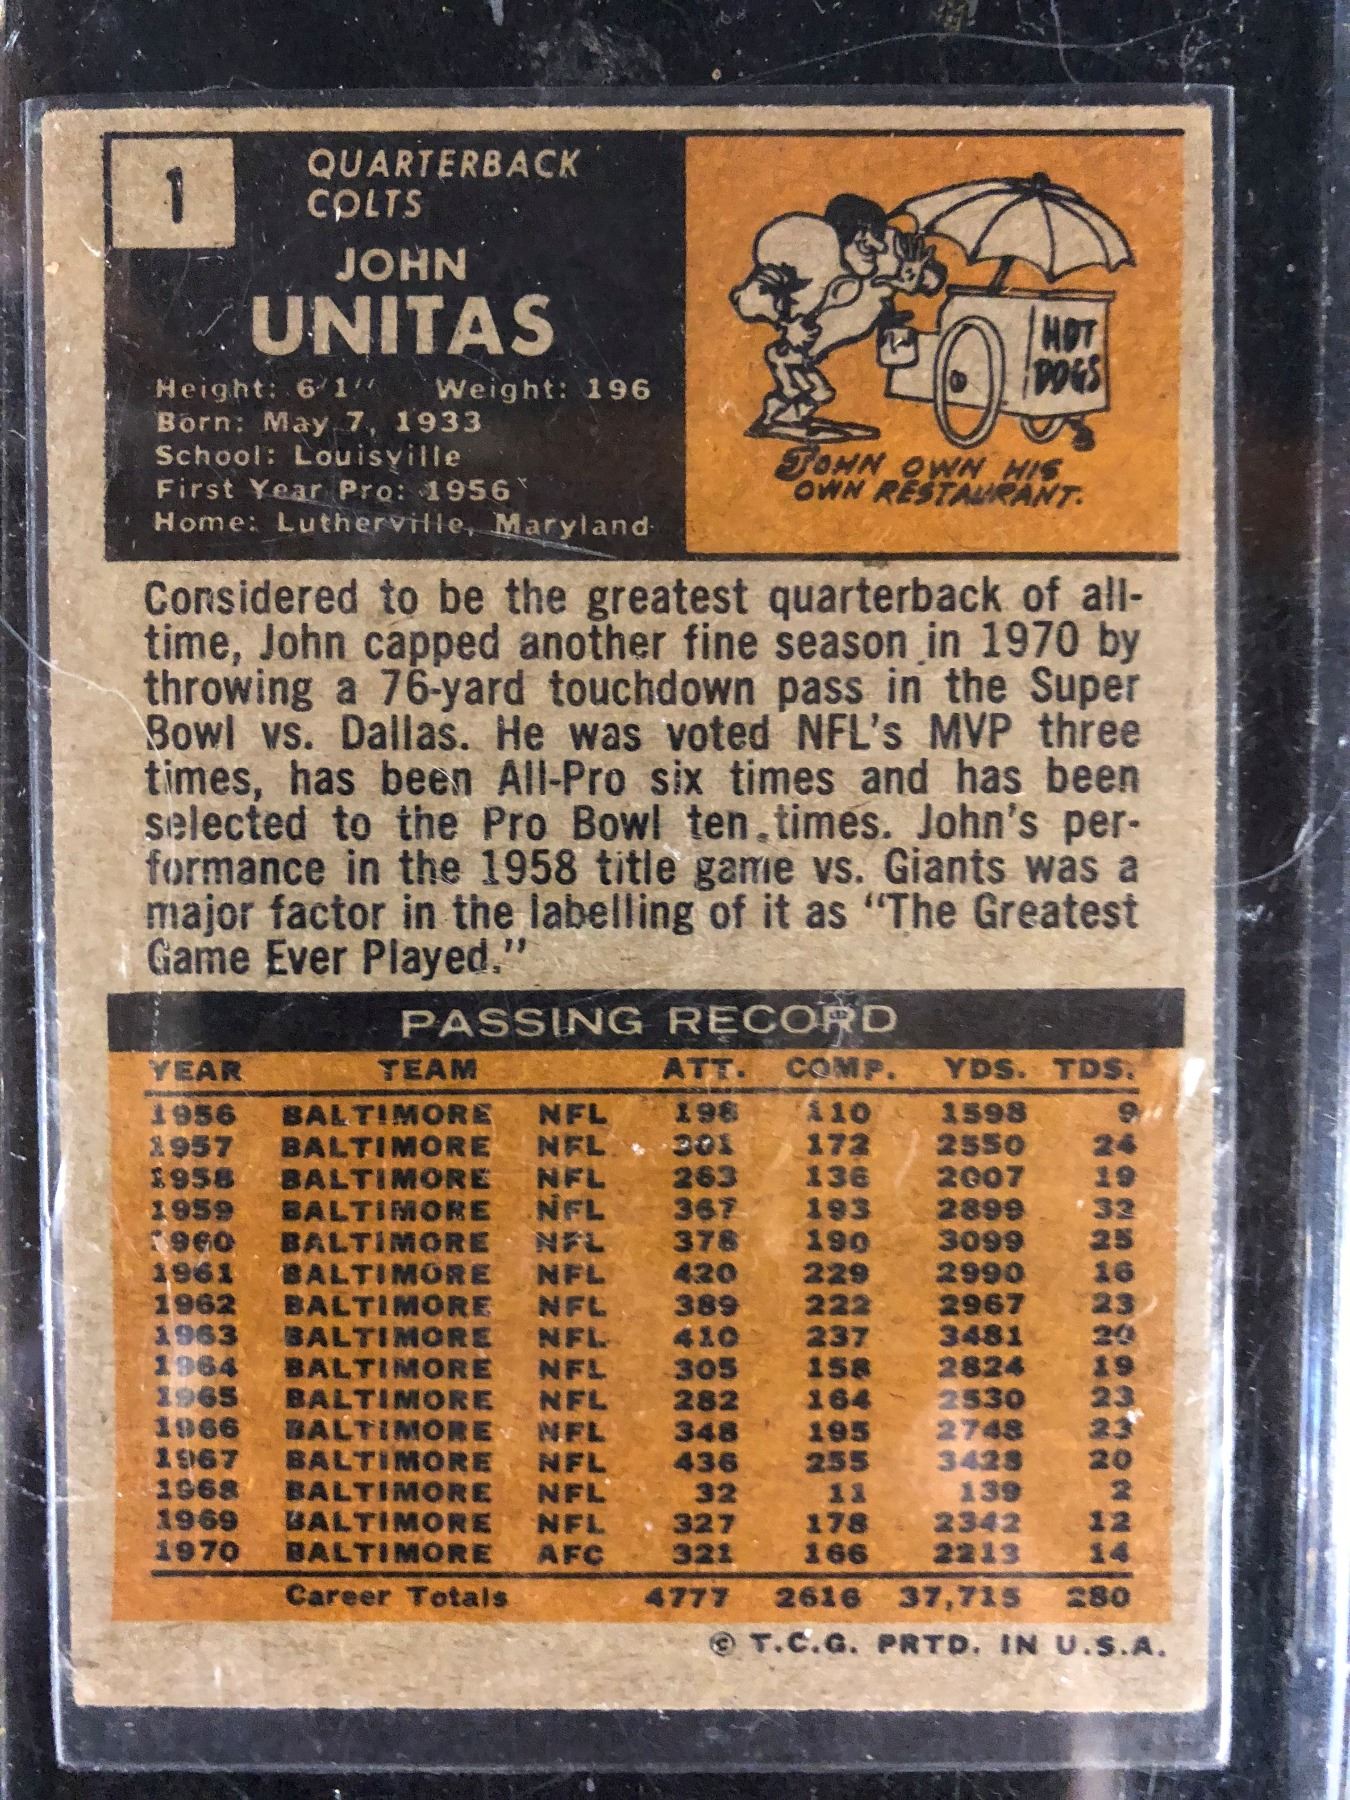 1
QUARTERBACK
COLTS
JOHN
UNITAS
Height: 6'1" Weight: 196
Born: May 7, 1933
School: Louisville
First Year Pro: 1956
Home: Lutherville, Maryland
HOT
DOGS
JOHN OWN HIS
OWN RESTAURANT.
Considered to be the greatest quarterback of all-
time, John capped another fine season in 1970 by
throwing a 76-yard touchdown pass in the Super
Bowl vs. Dallas. He was voted NFL's MVP three
times, has been All-Pro six times and has been
selected to the Pro Bowl ten times. John's per-
formance in the 1958 title game vs. Giants was a
major factor in the labelling of it as "The Greatest
Game Ever Played."
PASSING RECORD
YEAR TEAM ATT. COMP. YDS. TDS.
1956 BALTIMORE NFL 198 110 1598 9
1957 BALTIMORE NFL 301 172 2550 24
1958 BALTIMORE NFL 263 136 2007 19
1959 BALTIMORE NFL 367 193 2899 32
1960 BALTIMORE NFL 378 190 3099 25
1961 BALTIMORE NFL 420 229 2990 16
1962 BALTIMORE NFL 389 222 2967 23
1963 BALTIMORE NFL 410 237 3481 20
1964 BALTIMORE NFL 305 158 2824 19
1965 BALTIMORE NFL 282 164 2530 23
1966 BALTIMORE NFL 348 195 2748 23
1967 BALTIMORE NFL 436 255 3428 20
1968 BALTIMORE NFL 32 11 139 2
1969 BALTIMORE NFL 327 178 2342 12
1970 BALTIMORE AFC 321 166 2213 14
Career Totals 4777 2616 37,715 280
© T.C.G. PRTD. IN U.S.A.